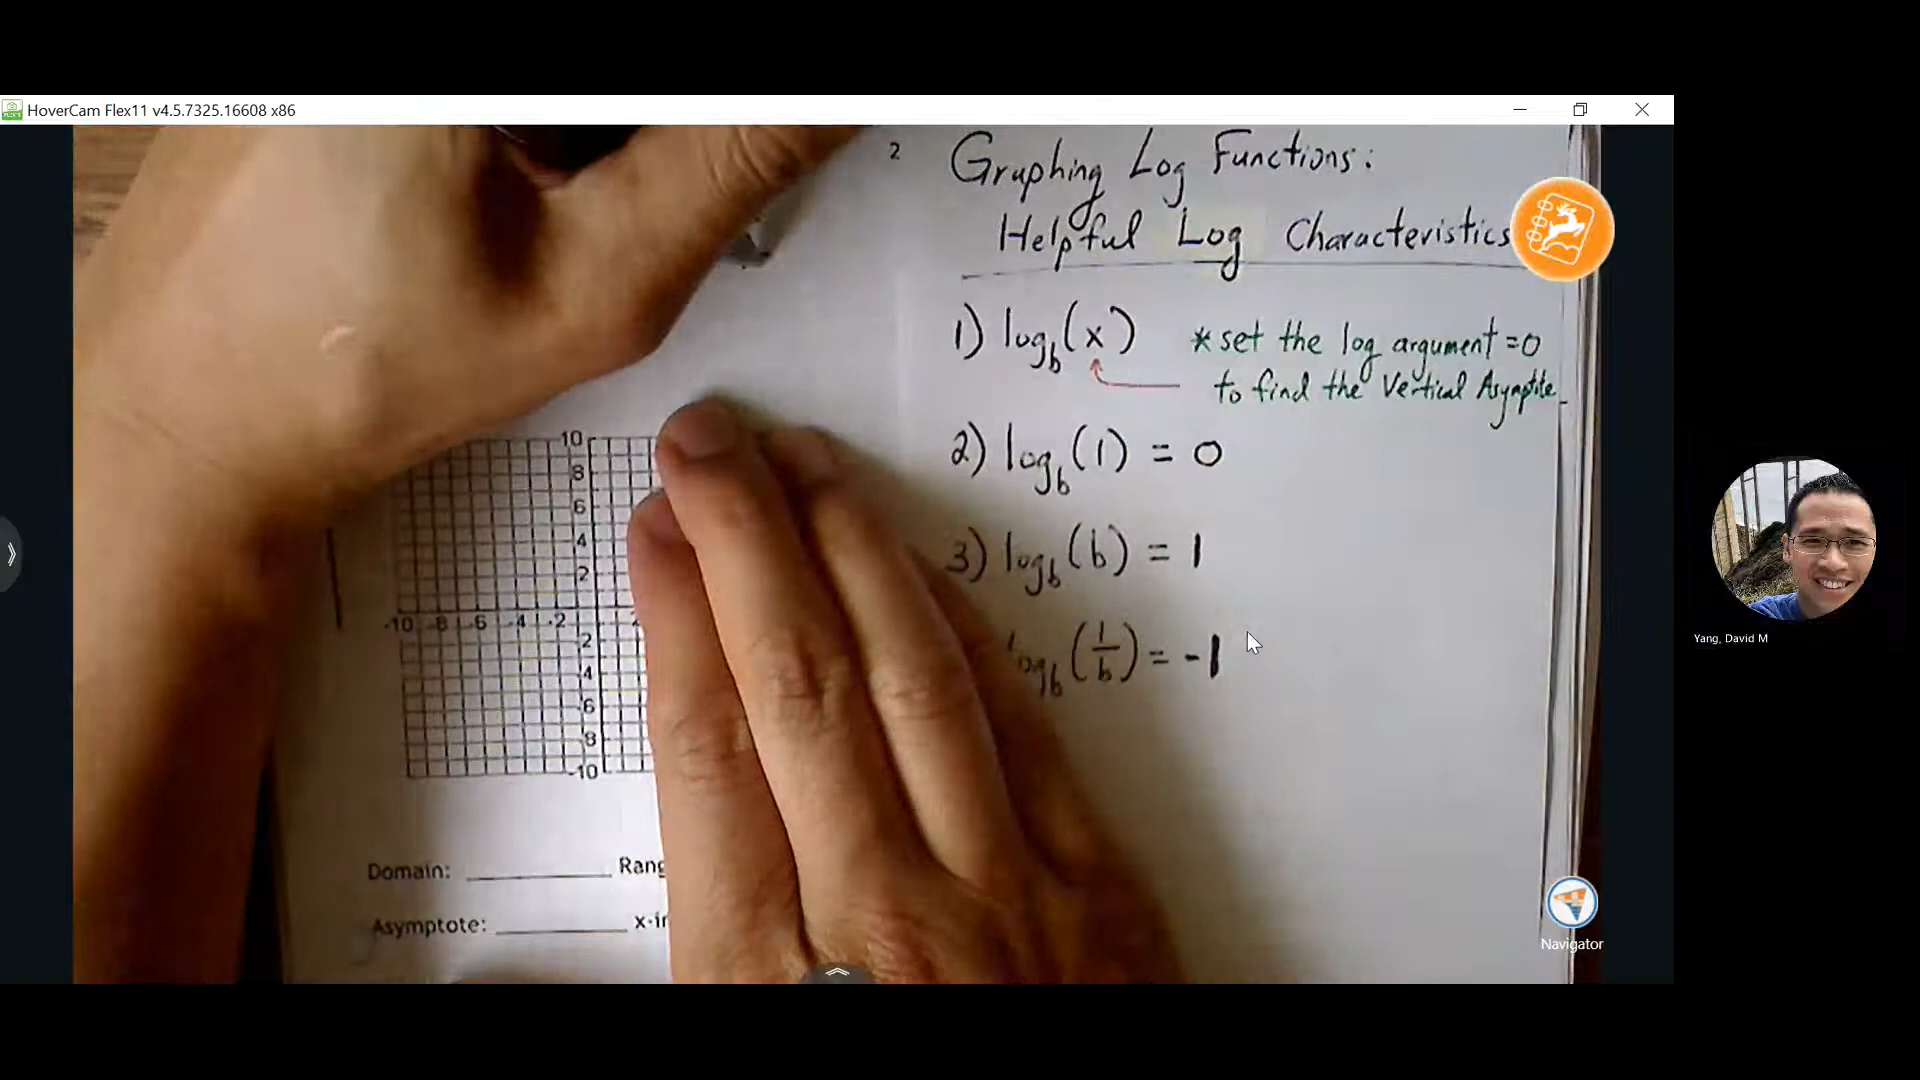 HoverCam Flex11 v4.5.7325.16608 x86
2
Graphing Log Functions:
Helpful Log Characteristics
1) log_b(x)
*set the log argument =0
to find the Vertical Asymptote
2) log_b(1) = 0
3) log_b(b) = 1
log_b(1/b) = -1
10
8
6
4
2
-10 -8 -6 -4 -2
-2
-4
-6
-8
-10
Domain: ________ Rang
Asymptote: ________ x-in
Navigator
Yang, David M